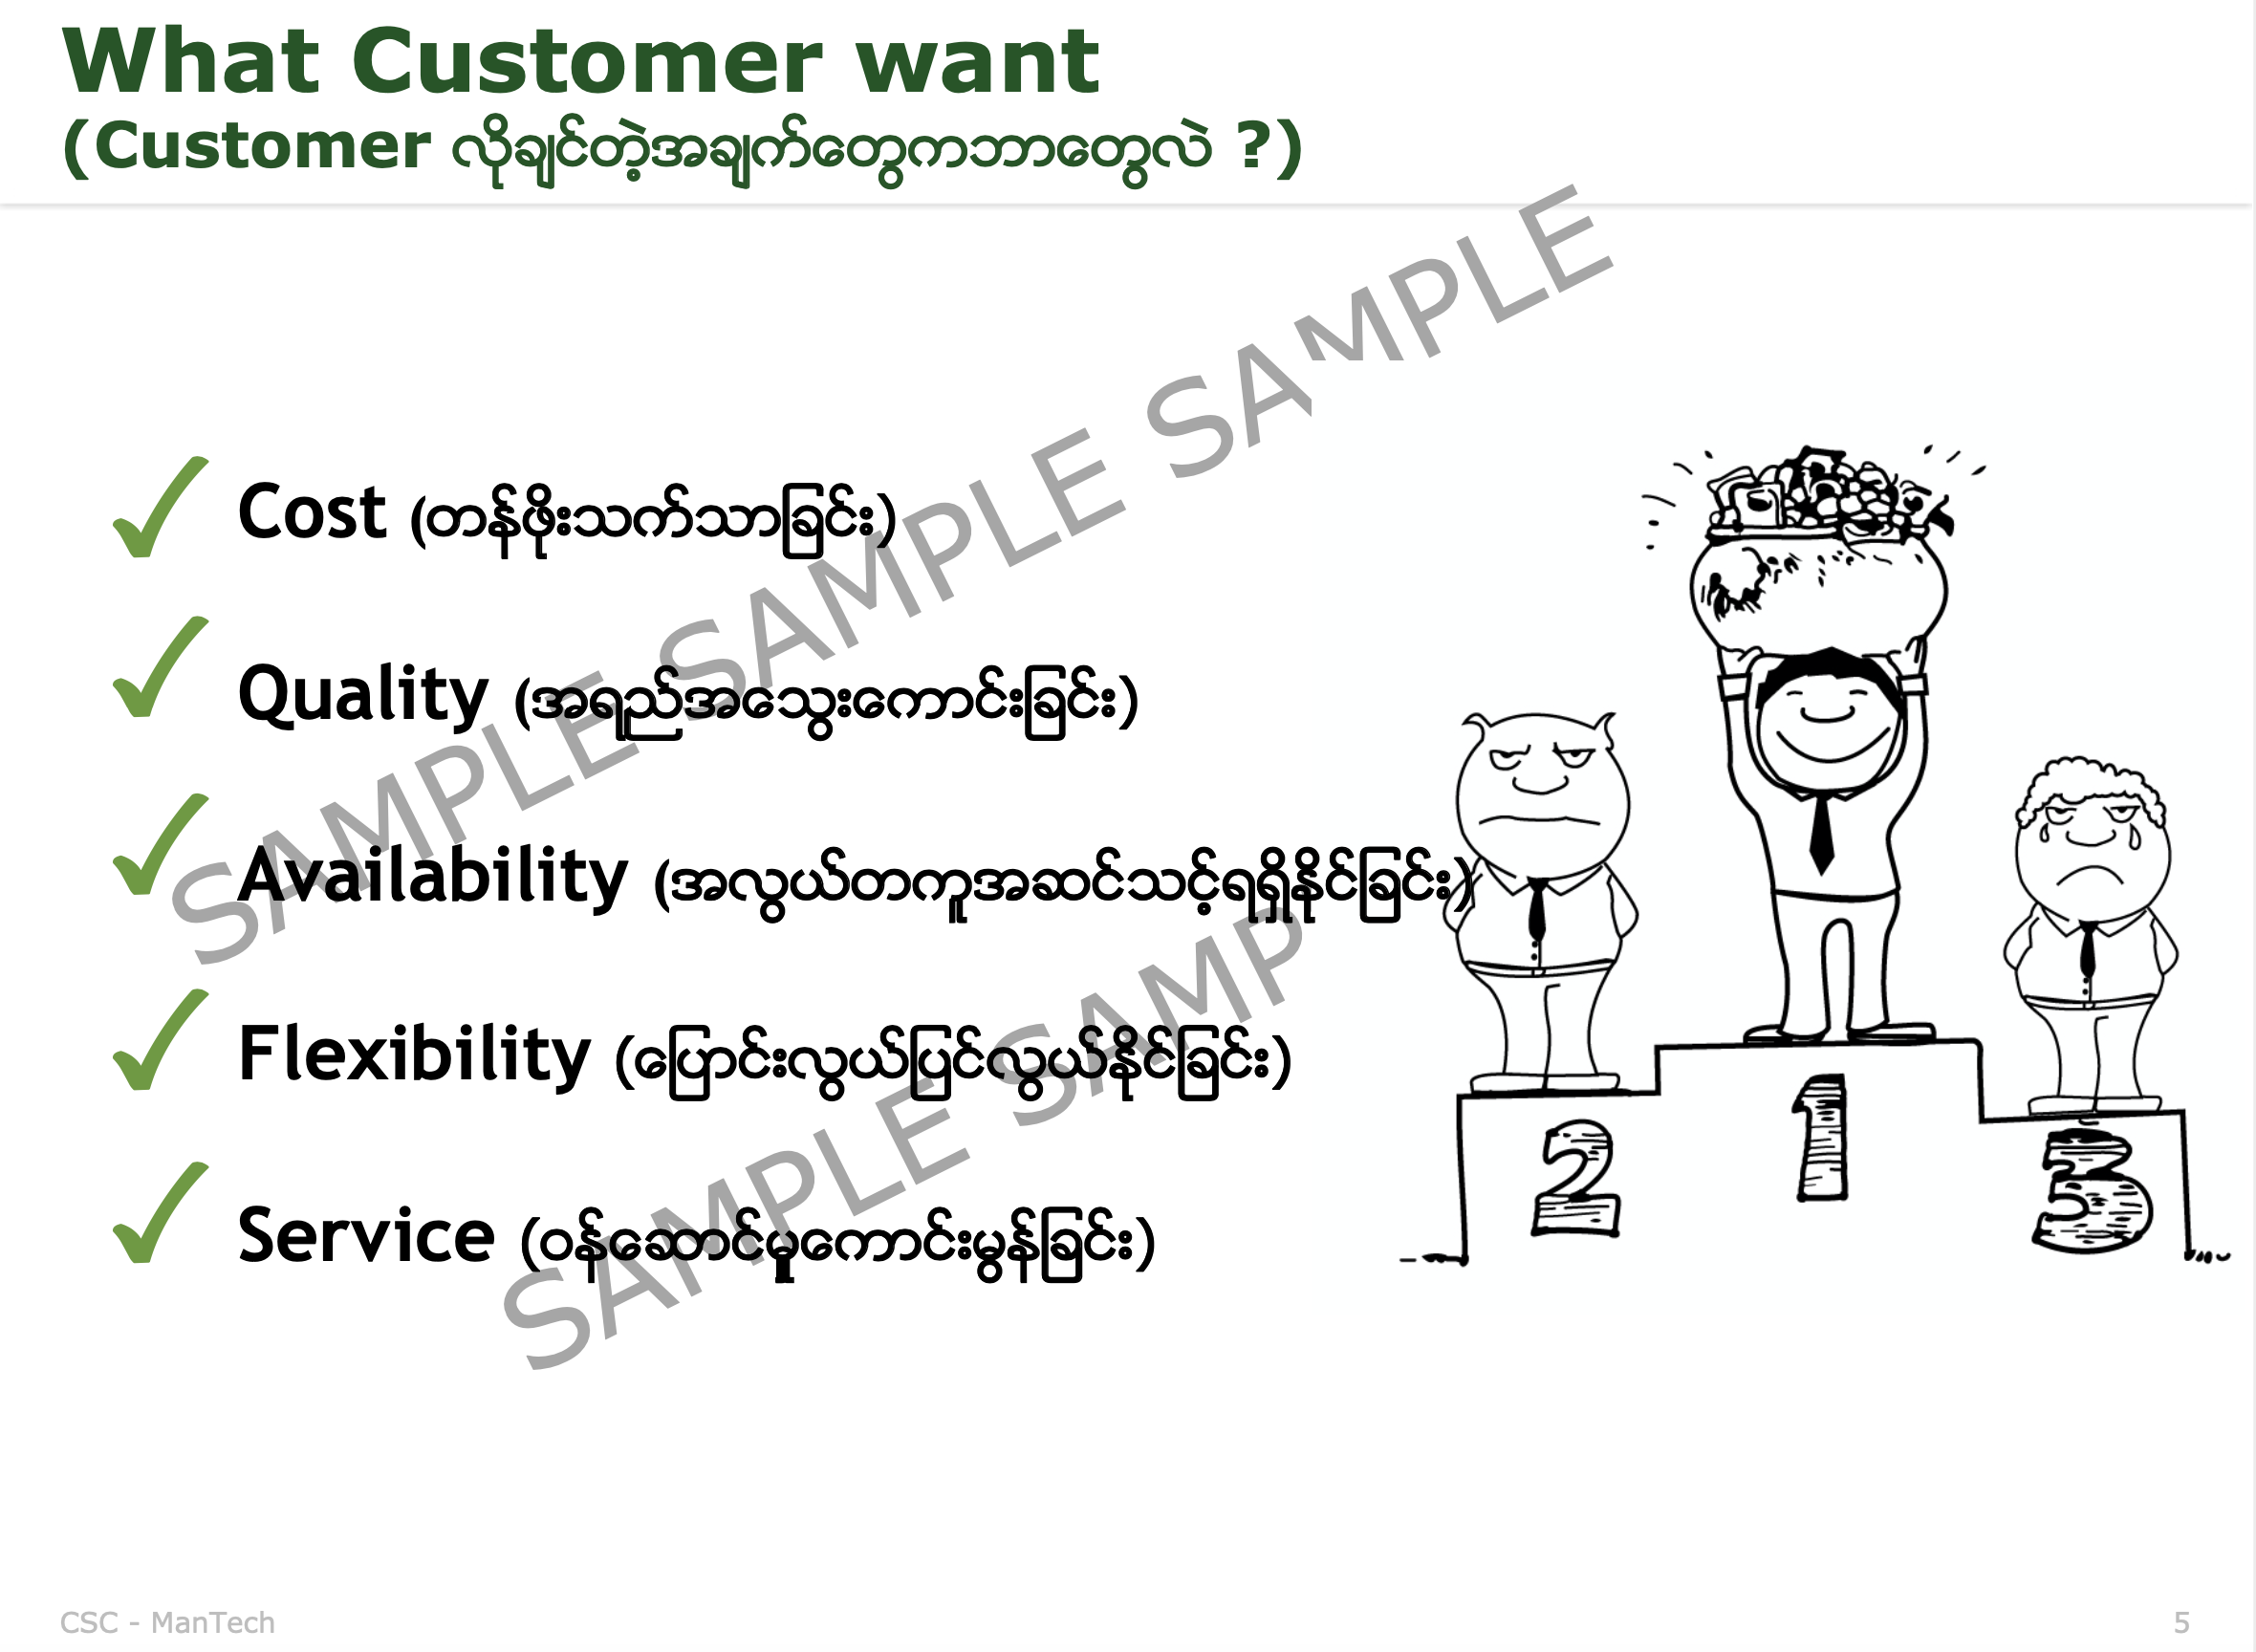 What Customer want
(Customer လိုချင်တဲ့အချက်တွေကဘာတွေလဲ ?)
Cost (တန်ဖိုးသက်သာခြင်း)
Quality (အရည်အသွေးကောင်းခြင်း)
Availability (အလွယ်တကူအဆင်သင့်ရရှိနိုင်ခြင်း)
Flexibility (ပြောင်းလွယ်ပြင်လွယ်နိုင်ခြင်း)
Service (ဝန်ဆောင်မှုကောင်းမွန်ခြင်း)
SAMPLE SAMPLE SAMPLE
SAMPLE SAMP
2
1
3
CSC - ManTech
5